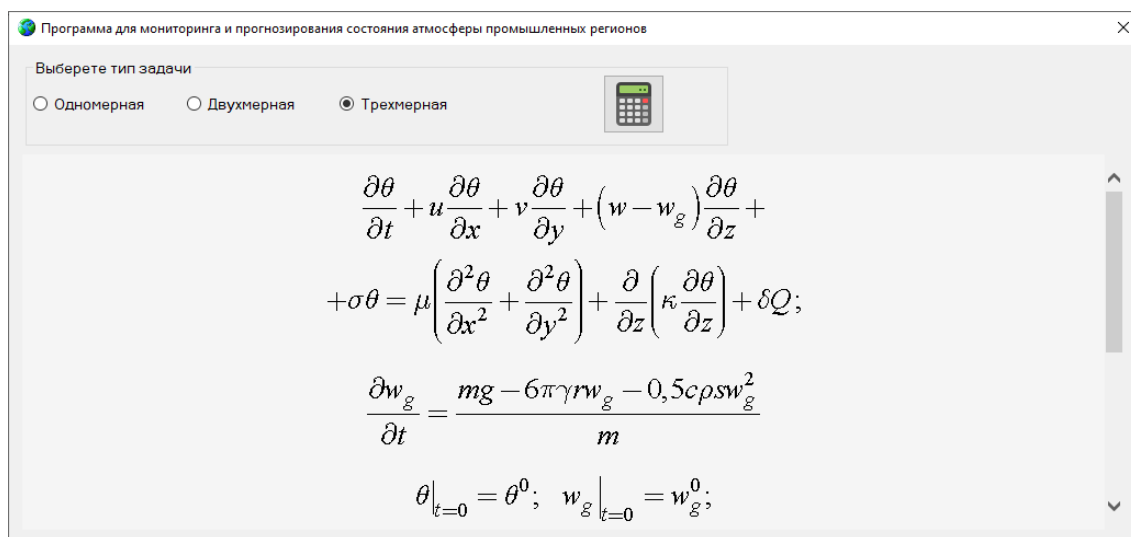 Программа для мониторинга и прогнозирования состояния атмосферы промышленных регионов
Выберете тип задачи
Одномерная Двухмерная Трехмерная
∂θ/∂t + u ∂θ/∂x + v ∂θ/∂y + (w − w_g) ∂θ/∂z +
+σθ = μ(∂²θ/∂x² + ∂²θ/∂y²) + ∂/∂z(κ ∂θ/∂z) + δQ;
∂w_g/∂t = (mg − 6πγrw_g − 0,5cρsw_g²)/m
θ|_{t=0} = θ⁰; w_g|_{t=0} = w_g⁰;